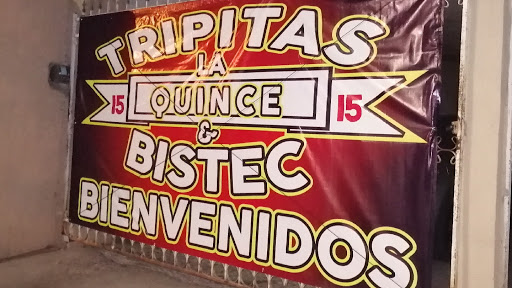 TRIPITAS
LA
15 QUINCE 15
&
BISTEC
BIENVENIDOS